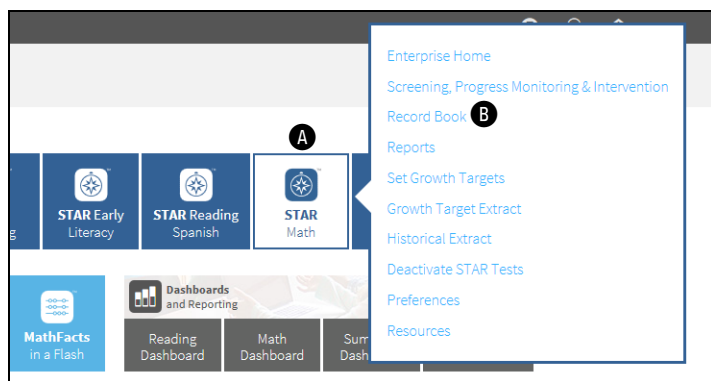 Enterprise Home
Screening, Progress Monitoring & Intervention
Record Book B
Reports
Set Growth Targets
Growth Target Extract
Historical Extract
Deactivate STAR Tests
Preferences
Resources
A
STAR Early
Literacy
STAR Reading
Spanish
STAR
Math
MathFacts
in a Flash
Dashboards
and Reporting
Reading
Dashboard
Math
Dashboard